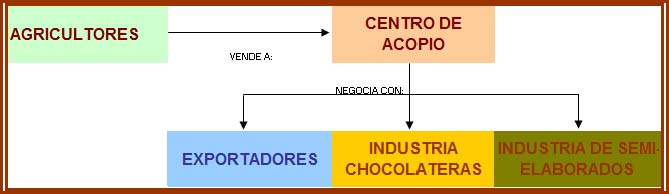 AGRICULTORES
CENTRO DE
ACOPIO
VENDE A:
NEGOCIA CON:
EXPORTADORES
INDUSTRIA
CHOCOLATERAS
INDUSTRIA DE SEMI-
ELABORADOS